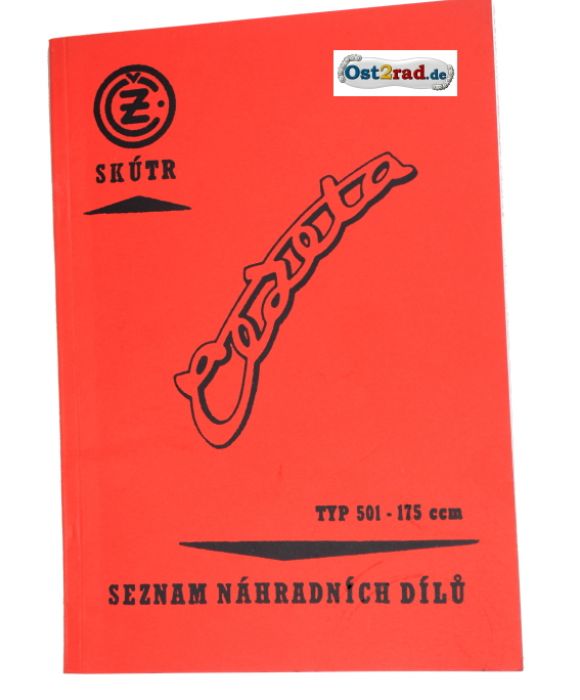 Ost2rad.de
ČZ
SKÚTR
Čezeta
TYP 501 - 175 ccm
SEZNAM NÁHRADNÍCH DÍLŮ